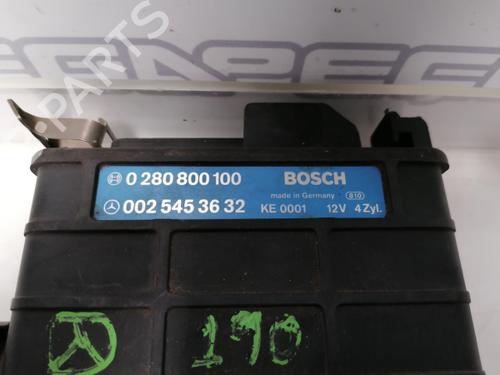 PARTS
0 280 800 100 BOSCH
made in Germany 810
002 545 36 32 KE 0001 12V 4 Zyl.
190